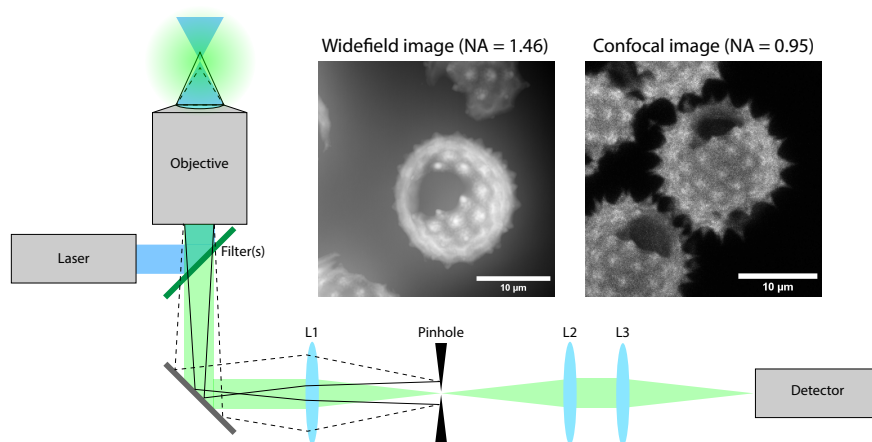 Widefield image (NA = 1.46)
Confocal image (NA = 0.95)
Objective
Laser
Filter(s)
10 µm
10 µm
L1
Pinhole
L2
L3
Detector